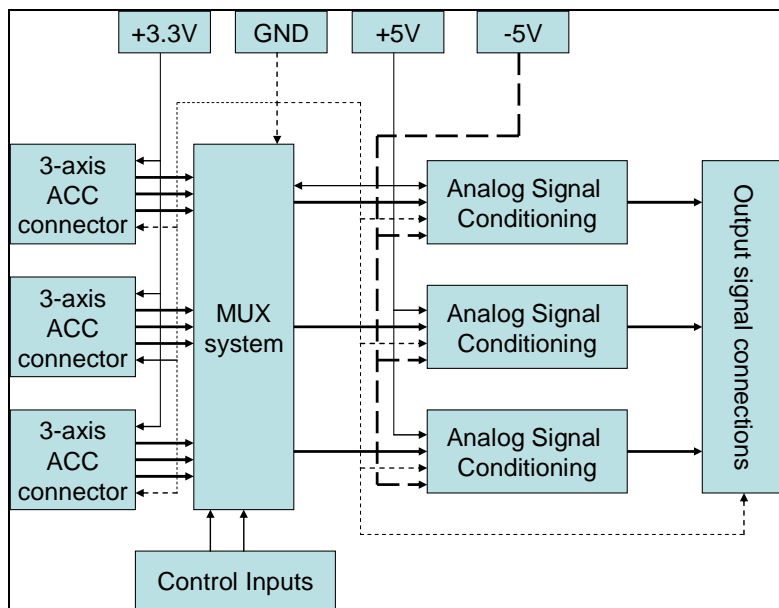 +3.3V
GND
+5V
-5V
3-axis
ACC
connector
3-axis
ACC
connector
3-axis
ACC
connector
MUX
system
Analog Signal
Conditioning
Analog Signal
Conditioning
Analog Signal
Conditioning
Output signal connections
Control Inputs